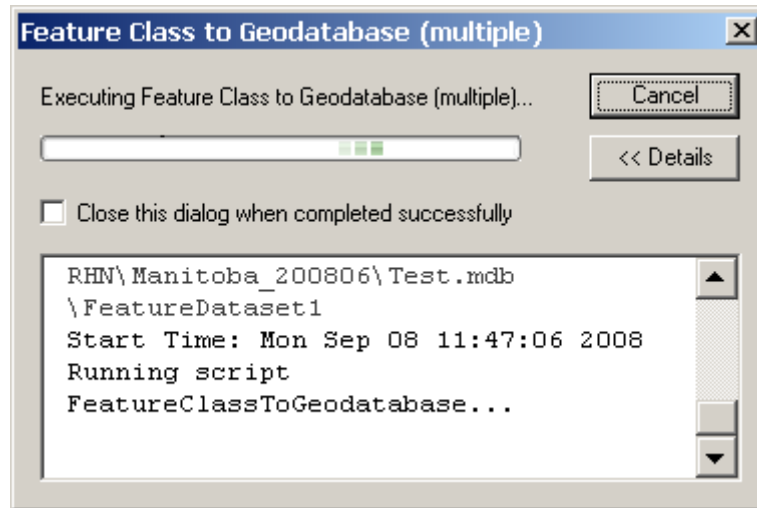 Feature Class to Geodatabase (multiple)
Executing Feature Class to Geodatabase (multiple)...
Cancel
<< Details
Close this dialog when completed successfully
RHN\Manitoba_200806\Test.mdb
\FeatureDataset1
Start Time: Mon Sep 08 11:47:06 2008
Running script
FeatureClassToGeodatabase...